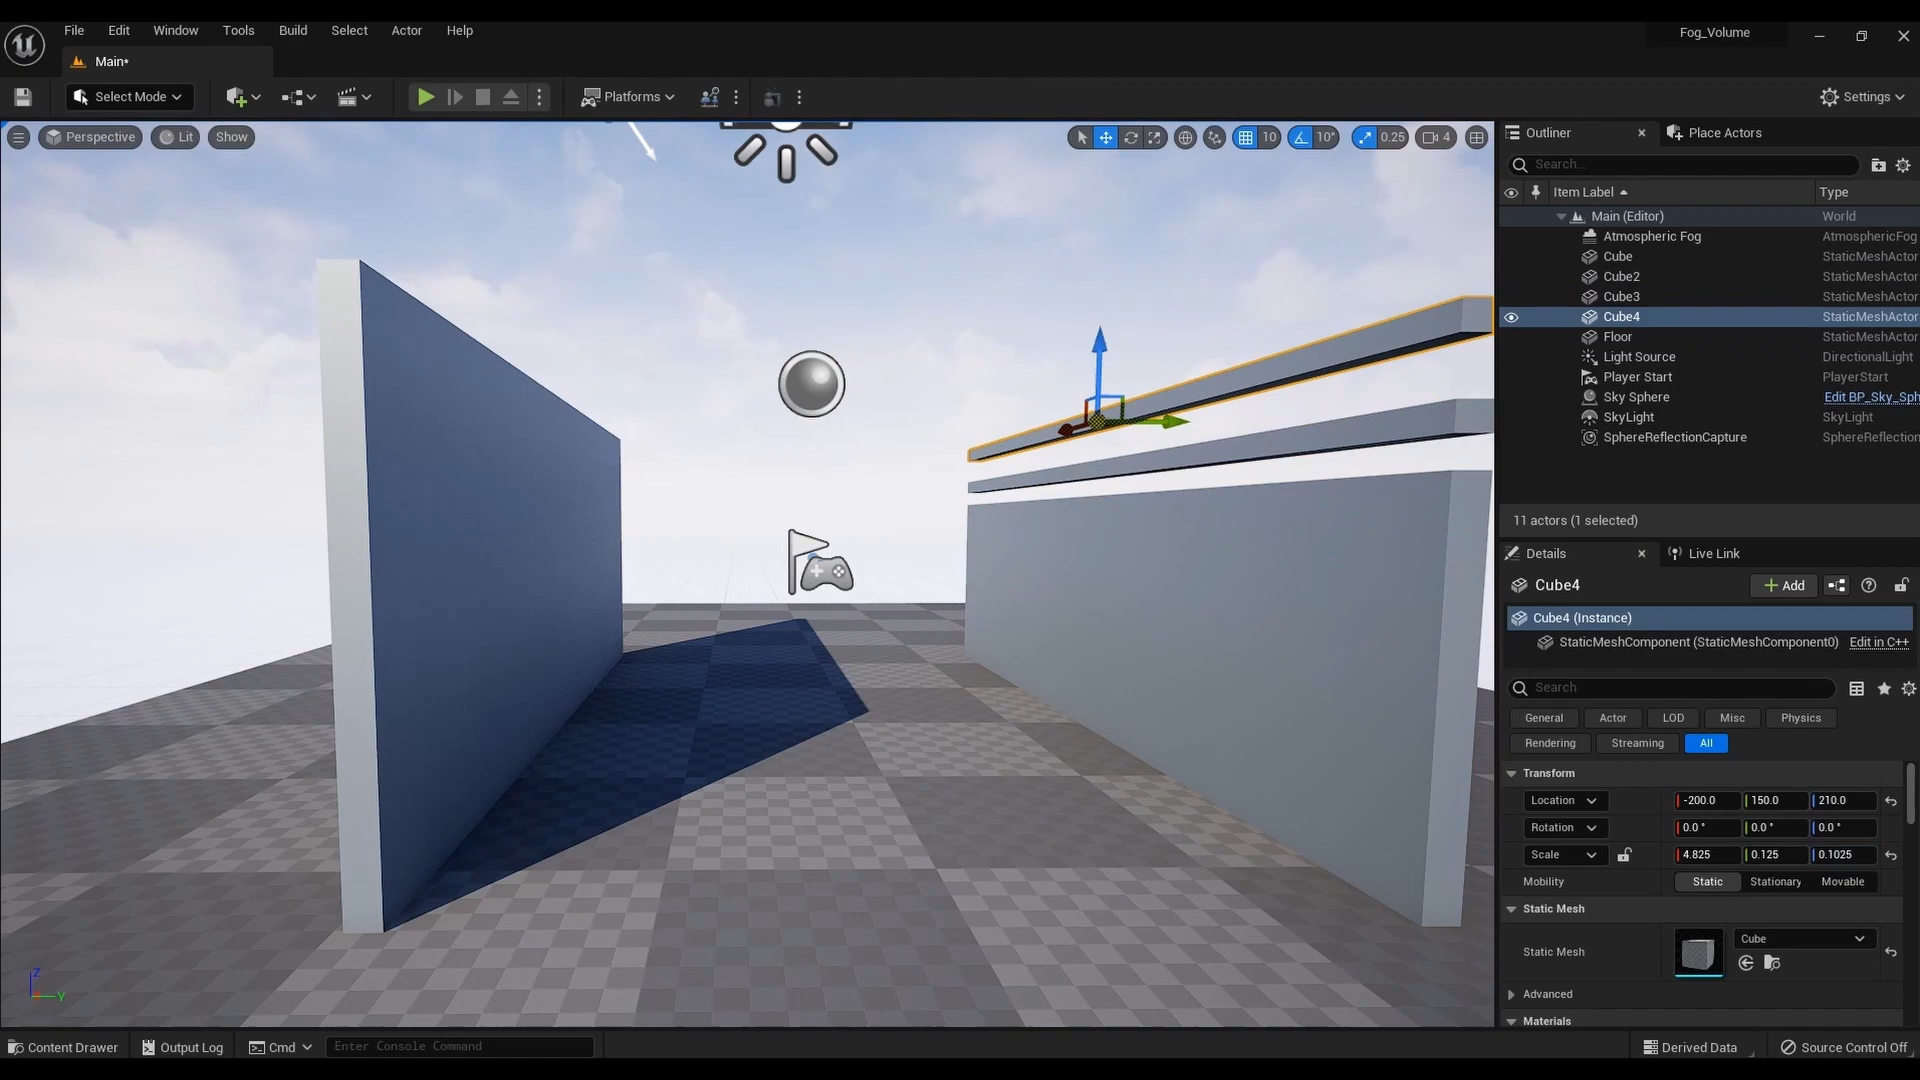 File Edit Window Tools Build Select Actor Help
Fog_Volume
Main*
Select Mode
Platforms
Settings
Perspective Lit Show
10 10° 0.25 4
Outliner Place Actors
Search...
Item Label Type
Main (Editor) World
Atmospheric Fog AtmosphericFog
Cube StaticMeshActor
Cube2 StaticMeshActor
Cube3 StaticMeshActor
Cube4 StaticMeshActor
Floor StaticMeshActor
Light Source DirectionalLight
Player Start PlayerStart
Sky Sphere Edit BP_Sky_Sph
SkyLight SkyLight
SphereReflectionCapture SphereReflection
11 actors (1 selected)
Details Live Link
Cube4 Add
Cube4 (Instance)
StaticMeshComponent (StaticMeshComponent0) Edit in C++
Search
General Actor LOD Misc Physics
Rendering Streaming All
Transform
Location -200.0 150.0 210.0
Rotation 0.0 ° 0.0 ° 0.0 °
Scale 4.825 0.125 0.1025
Mobility Static Stationary Movable
Static Mesh
Static Mesh Cube
Advanced
Materials
Z
Y
Content Drawer Output Log Cmd Enter Console Command Derived Data Source Control Off